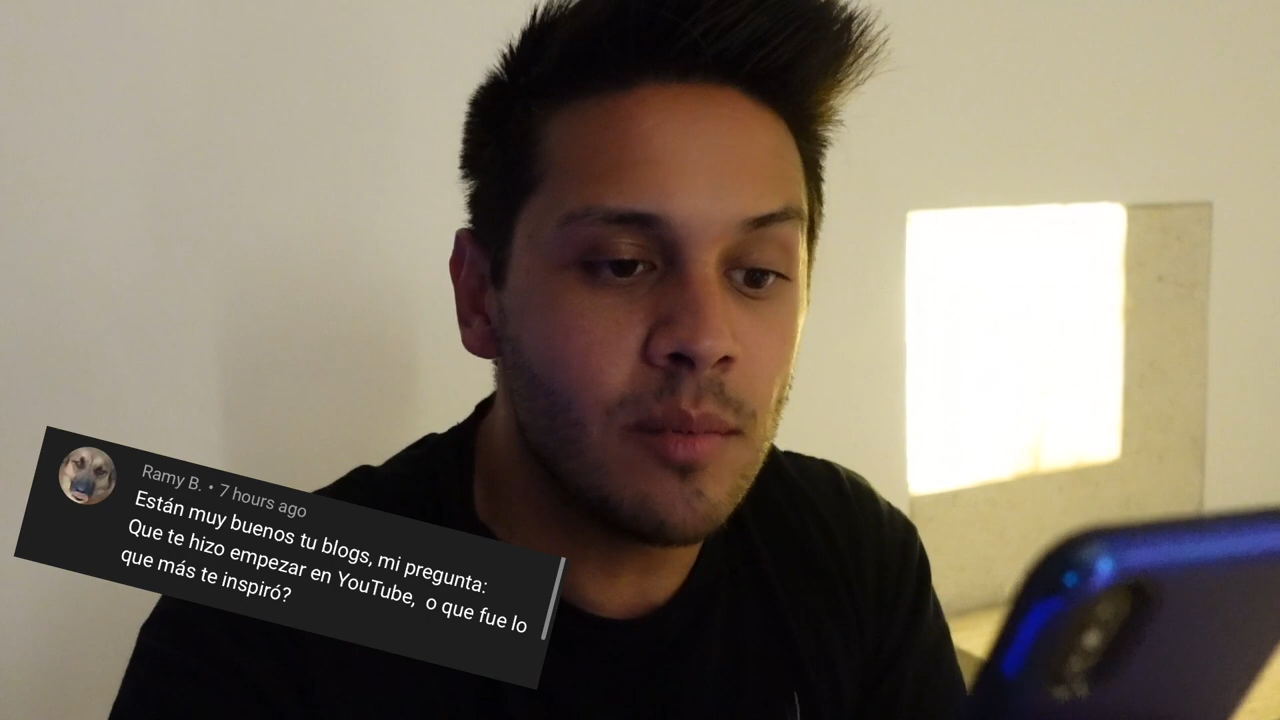 Ramy B. • 7 hours ago
Están muy buenos tu blogs, mi pregunta:
Que te hizo empezar en YouTube,  o que fue lo
que más te inspiró?